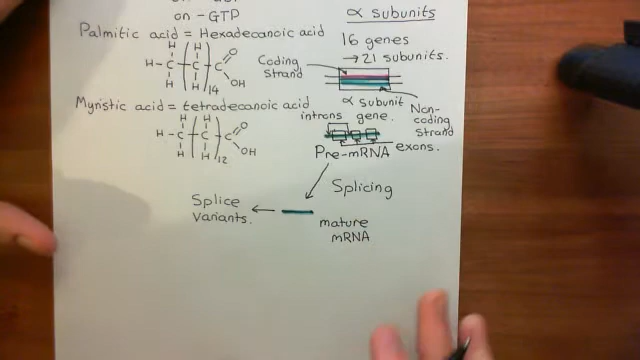 on - GTP
Palmitic acid = Hexadecanoic acid
H
H
H
H-C
C
C
O
OH
H
H
14
Myristic acid = tetradecanoic acid
H
H
H-C
C
C
O
OH
H
H
12
α subunits
16 genes
→ 21 subunits.
Coding
strand
α subunit
gene.
Non-
coding
strand
introns
exons.
Pre-mRNA
Splicing
Splice
variants.
mature
mRNA